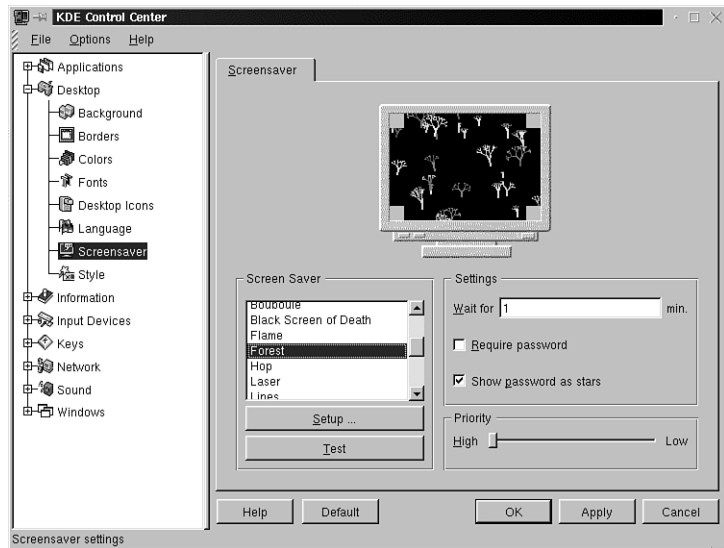 KDE Control Center
File Options Help
Applications
Desktop
Background
Borders
Colors
Fonts
Desktop Icons
Language
Screensaver
Style
Information
Input Devices
Keys
Network
Sound
Windows
Screensaver
Screen Saver
Bouboule
Black Screen of Death
Flame
Forest
Hop
Laser
Lines
Setup ...
Test
Settings
Wait for 1 min.
Require password
Show password as stars
Priority
High Low
Help Default OK Apply Cancel
Screensaver settings